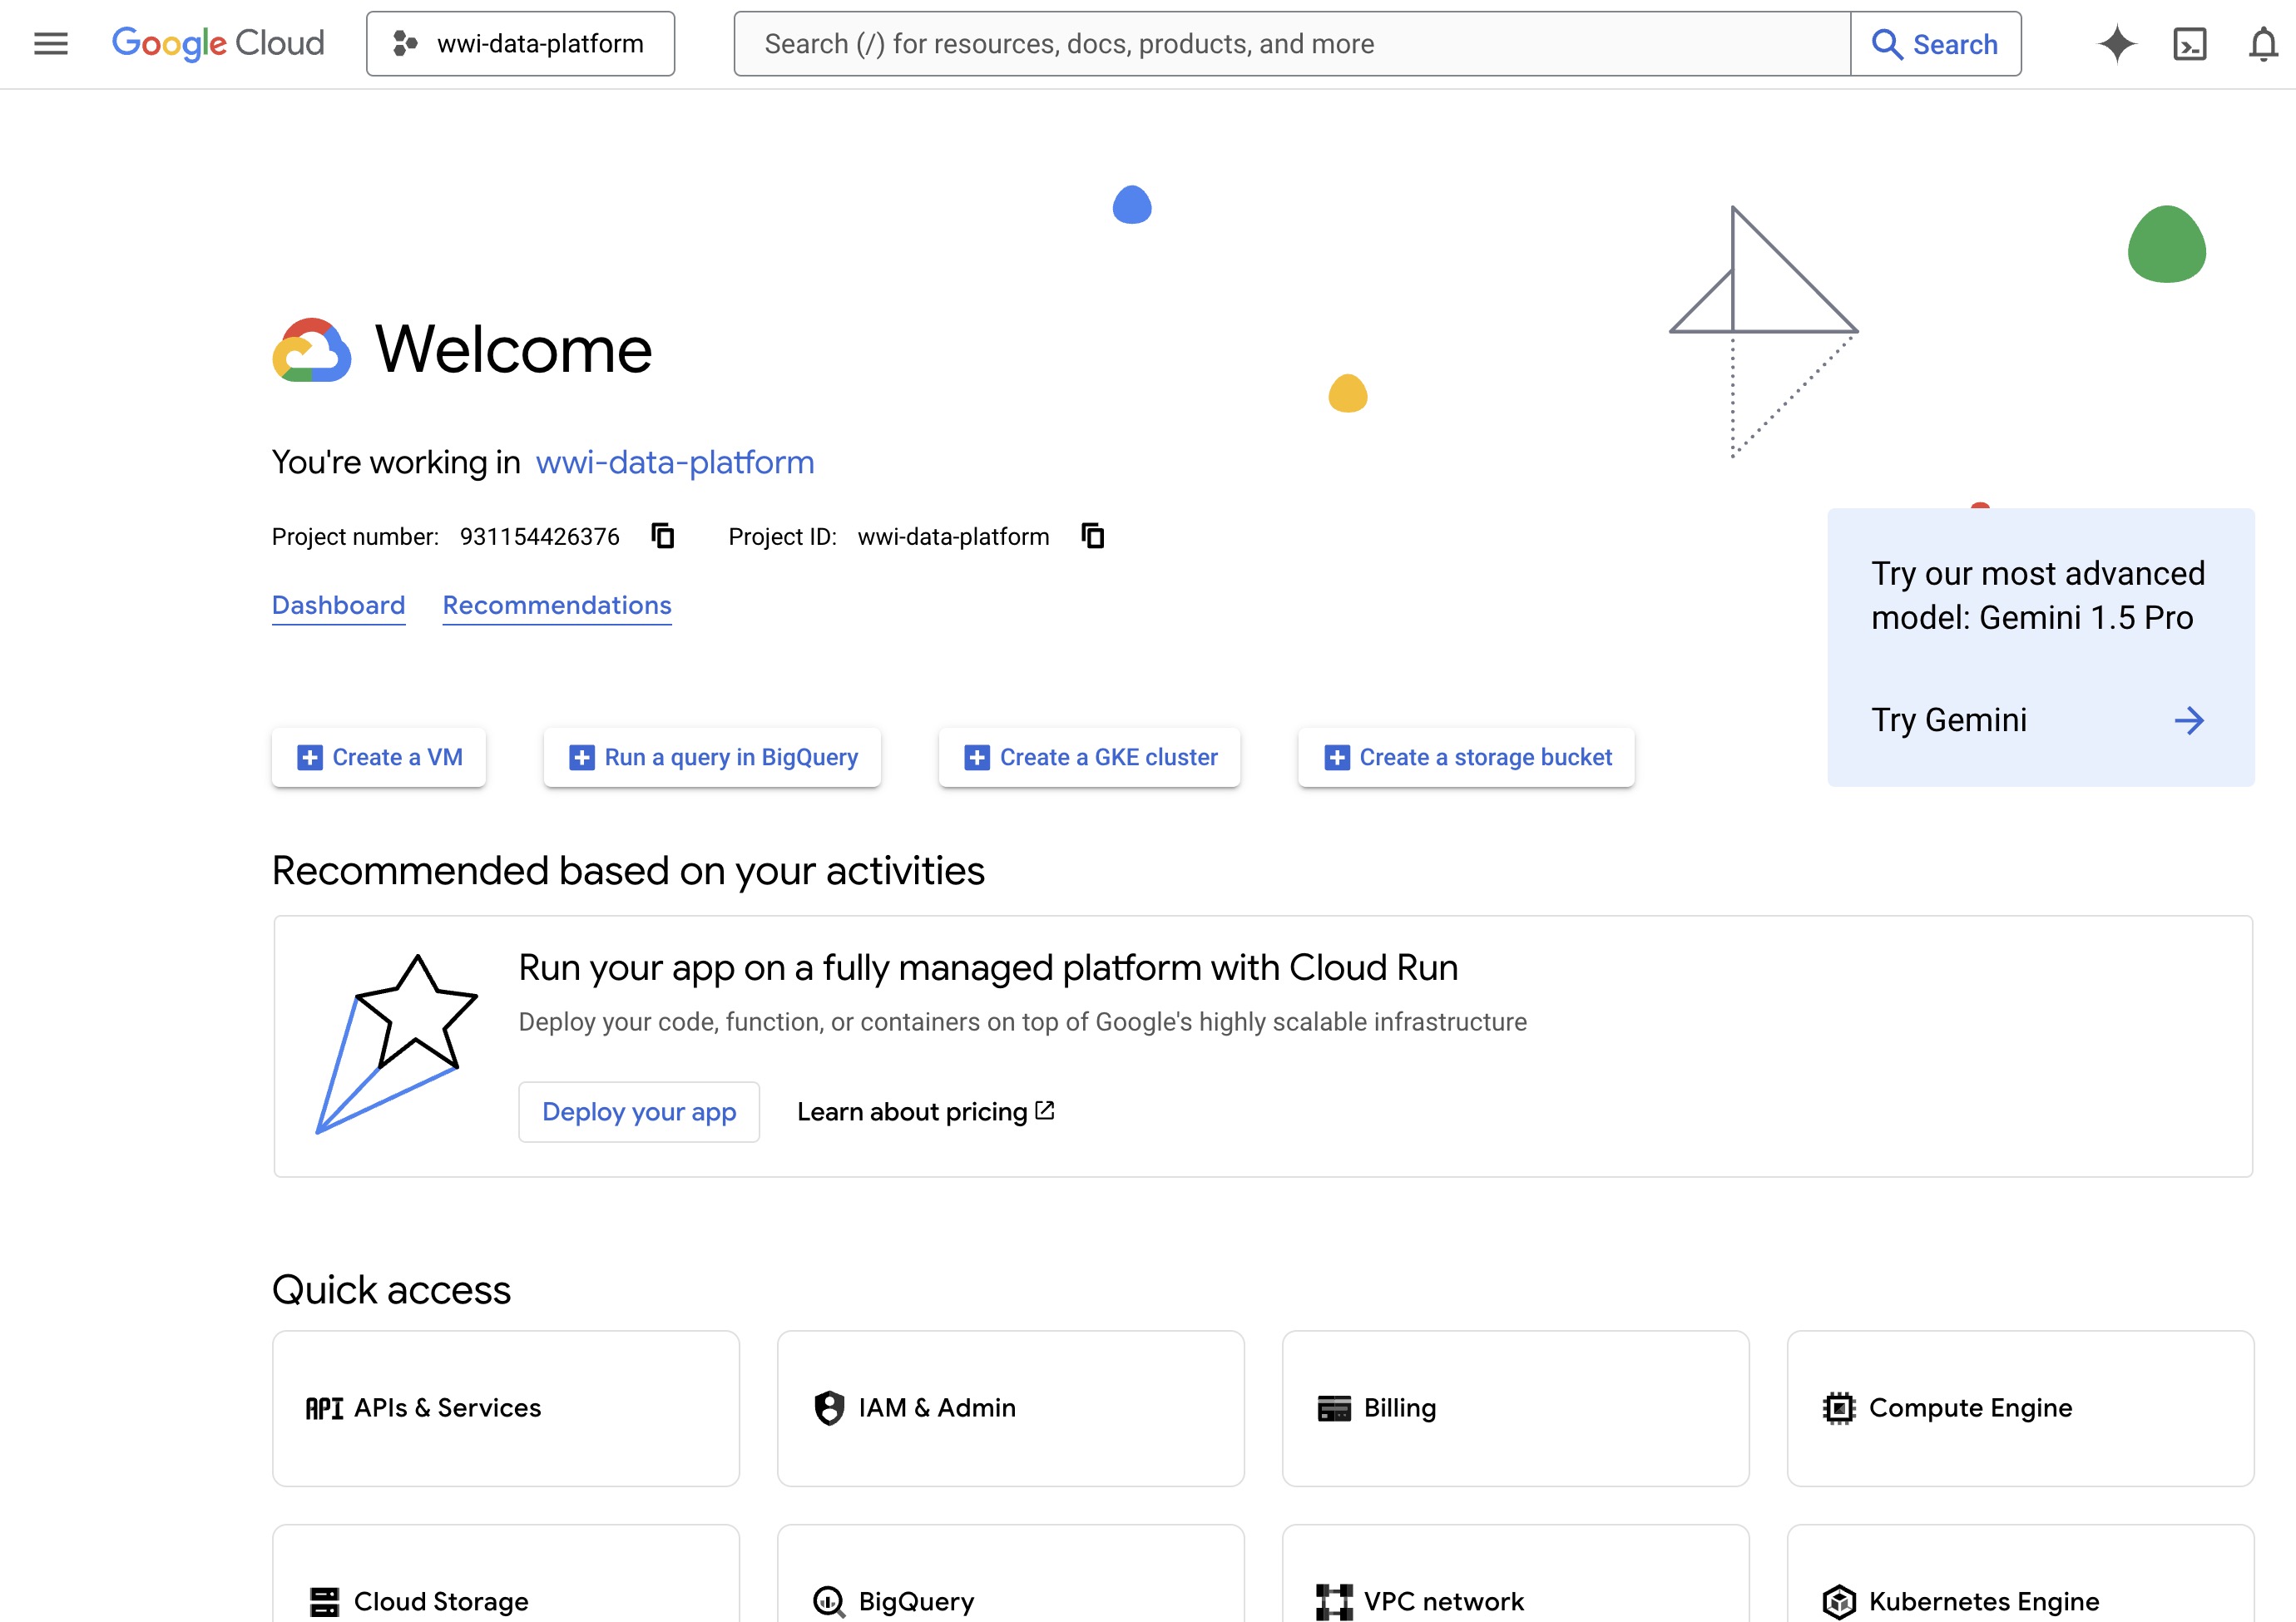 Google Cloud
wwi-data-platform
Search (/) for resources, docs, products, and more
Search
Welcome
You're working in wwi-data-platform
Project number: 931154426376 Project ID: wwi-data-platform
Dashboard Recommendations
Try our most advanced
model: Gemini 1.5 Pro
Try Gemini
Create a VM
Run a query in BigQuery
Create a GKE cluster
Create a storage bucket
Recommended based on your activities
Run your app on a fully managed platform with Cloud Run
Deploy your code, function, or containers on top of Google's highly scalable infrastructure
Deploy your app
Learn about pricing
Quick access
API APIs & Services
IAM & Admin
Billing
Compute Engine
Cloud Storage
BigQuery
VPC network
Kubernetes Engine